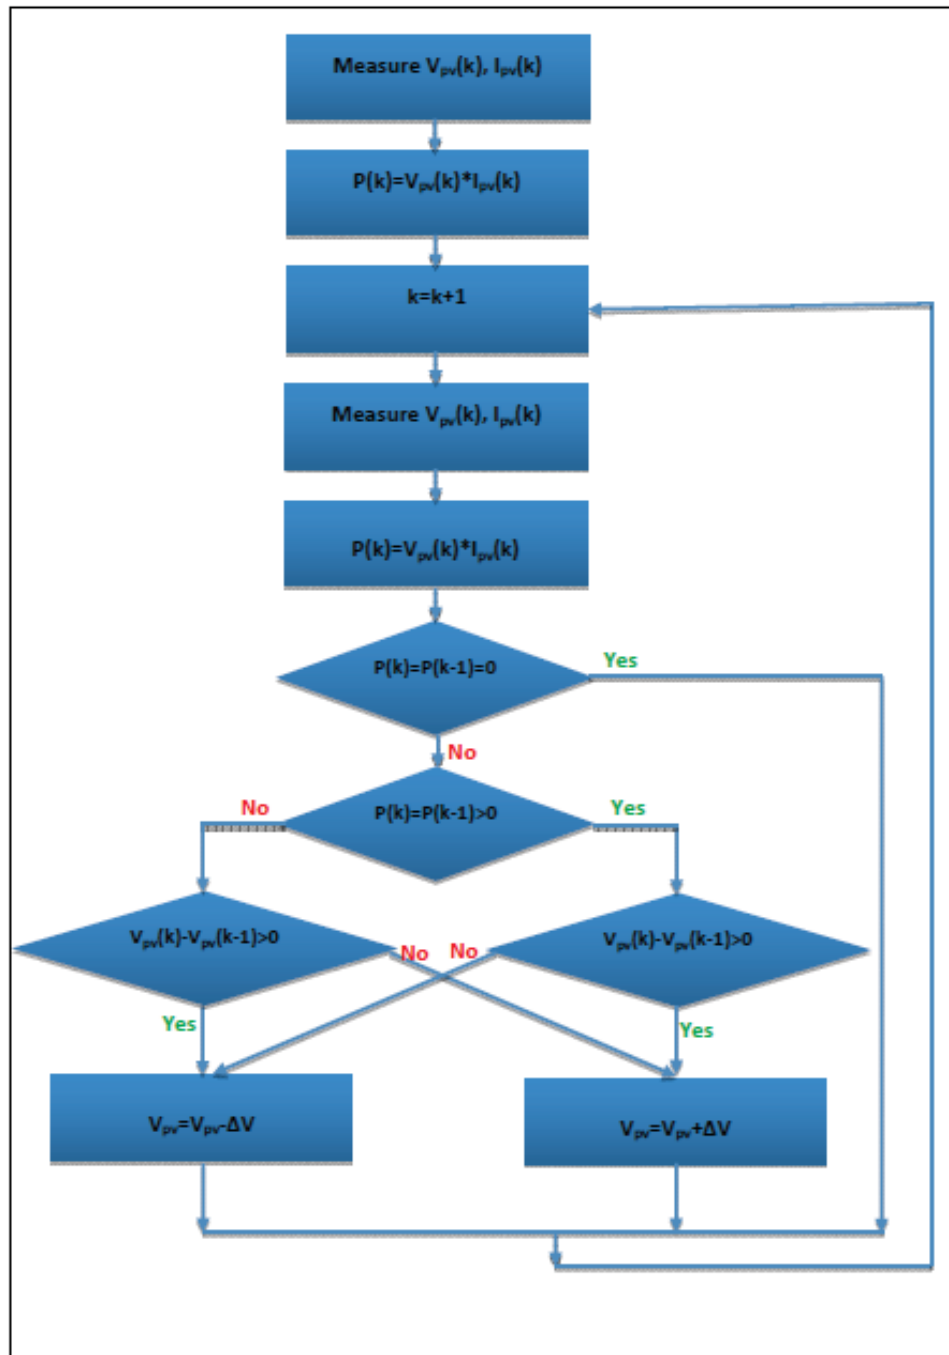 Measure Vpv(k), Ipv(k)
P(k)=Vpv(k)*Ipv(k)
k=k+1
Measure Vpv(k), Ipv(k)
P(k)=Vpv(k)*Ipv(k)
P(k)=P(k-1)=0
Yes
No
P(k)=P(k-1)>0
No
Yes
Vpv(k)-Vpv(k-1)>0
No
No
Vpv(k)-Vpv(k-1)>0
Yes
Yes
Vpv=Vpv-ΔV
Vpv=Vpv+ΔV